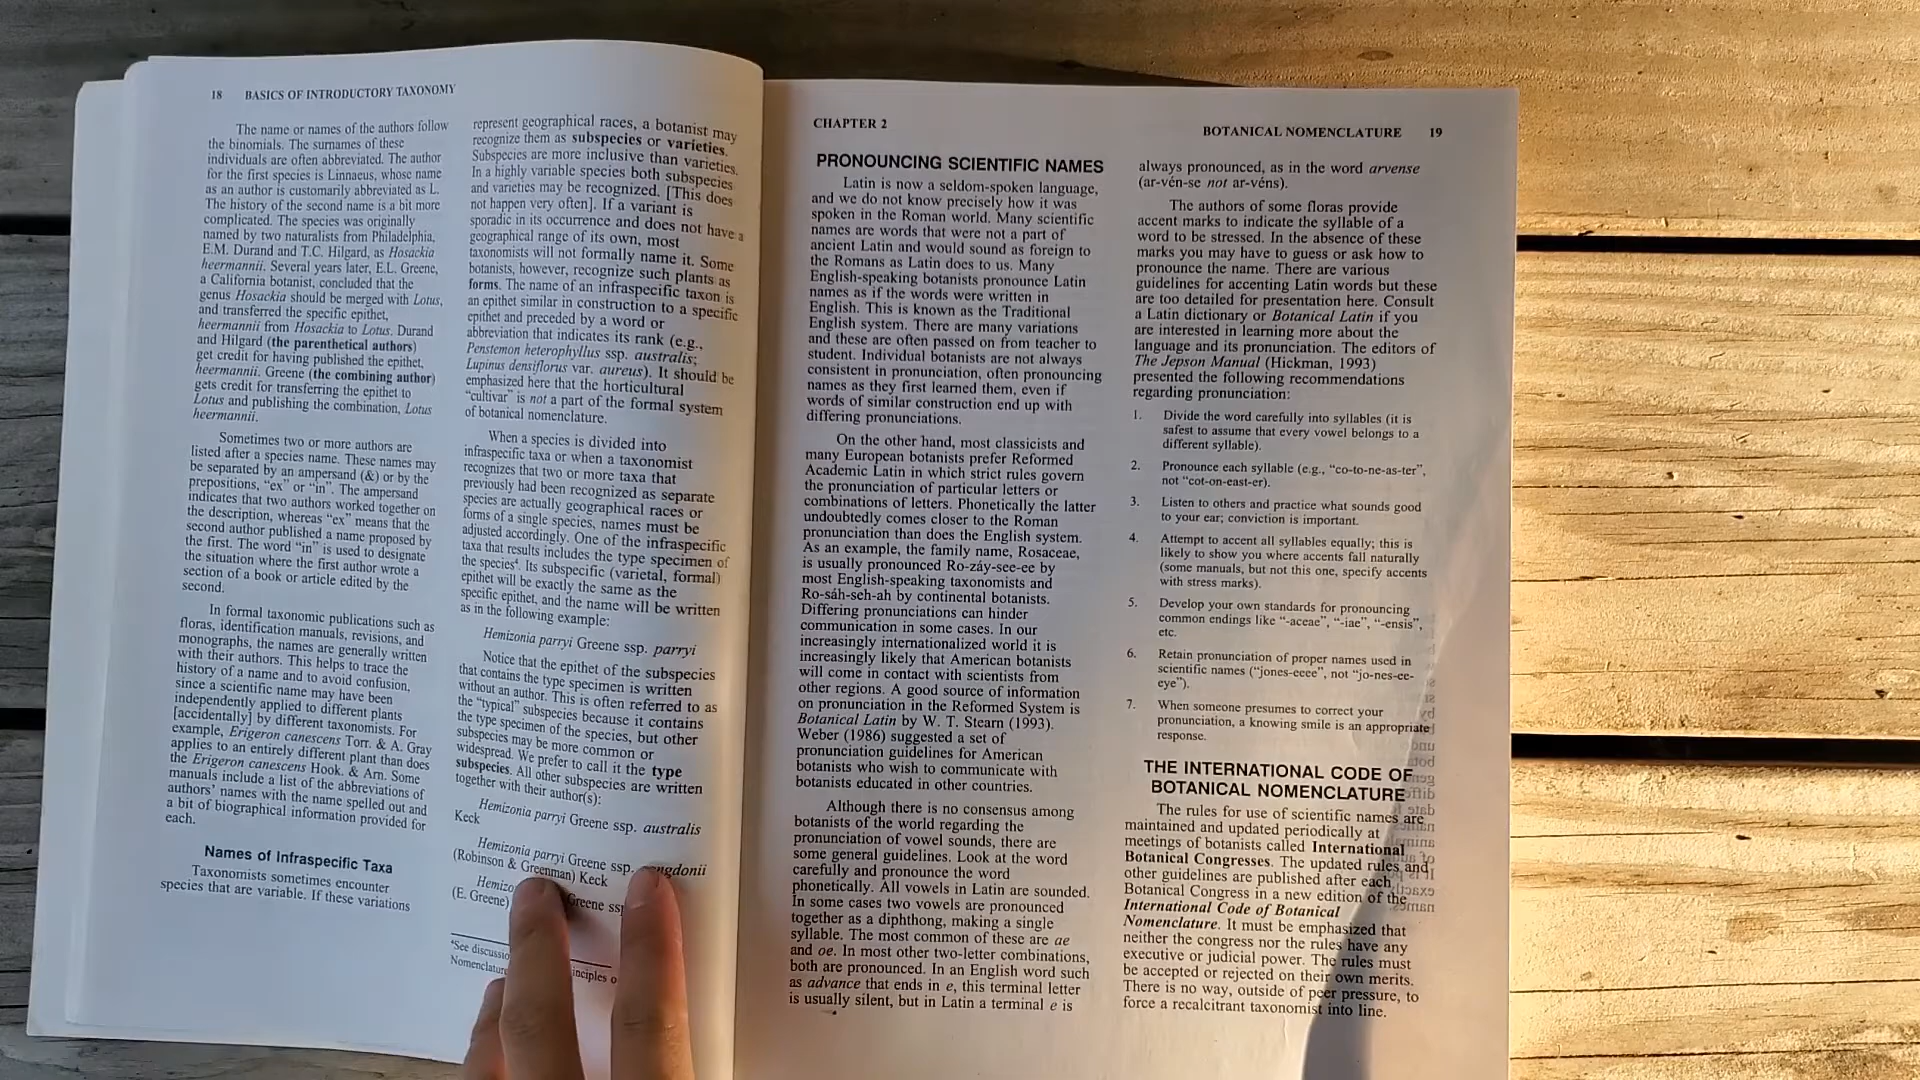 18 BASICS OF INTRODUCTORY TAXONOMY
The name or names of the authors follow
the binomials. The surnames of these
individuals are often abbreviated. The author
for the first species is Linnaeus, whose name
as an author is customarily abbreviated as L.
The history of the second name is a bit more
complicated. The species was originally
named by two naturalists from Philadelphia,
E.M. Durand and T.C. Hilgard, as Hosackia
heermannii. Several years later, E.L. Greene,
a California botanist, concluded that the
genus Hosackia should be merged with Lotus,
and transferred the specific epithet,
heermannii from Hosackia to Lotus. Durand
and Hilgard (the parenthetical authors)
get credit for having published the epithet,
heermannii. Greene (the combining author)
gets credit for transferring the epithet to
Lotus and publishing the combination, Lotus
heermannii.
Sometimes two or more authors are
listed after a species name. These names may
be separated by an ampersand (&) or by the
prepositions, “ex” or “in”. The ampersand
indicates that two authors worked together on
the description, whereas “ex” means that the
second author published a name proposed by
the first. The word “in” is used to designate
the situation where the first author wrote a
section of a book or article edited by the
second.
In formal taxonomic publications such as
floras, identification manuals, revisions, and
monographs, the names are generally written
with their authors. This helps to trace the
history of a name and to avoid confusion,
since a scientific name may have been
independently applied to different plants
[accidentally] by different taxonomists. For
example, Erigeron canescens Torr. & A. Gray
applies to an entirely different plant than does
the Erigeron canescens Hook. & Arn. Some
manuals include a list of the abbreviations of
authors’ names with the name spelled out and
a bit of biographical information provided for
each.
Names of Infraspecific Taxa
Taxonomists sometimes encounter
species that are variable. If these variations
represent geographical races, a botanist may
recognize them as subspecies or varieties.
Subspecies are more inclusive than varieties.
In a highly variable species both subspecies
and varieties may be recognized. [This does
not happen very often]. If a variant is
sporadic in its occurrence and does not have a
geographical range of its own, most
taxonomists will not formally name it. Some
botanists, however, recognize such plants as
forms. The name of an infraspecific taxon is
an epithet similar in construction to a specific
epithet and preceded by a word or
abbreviation that indicates its rank (e.g.,
Penstemon heterophyllus ssp. australis;
Lupinus densiflorus var. aureus). It should be
emphasized here that the horticultural
“cultivar” is not a part of the formal system
of botanical nomenclature.
When a species is divided into
infraspecific taxa or when a taxonomist
recognizes that two or more taxa that
previously had been recognized as separate
species are actually geographical races or
forms of a single species, names must be
adjusted accordingly. One of the infraspecific
taxa that results includes the type specimen of
the species⁴. Its subspecific (varietal, formal)
epithet will be exactly the same as the
specific epithet, and the name will be written
as in the following example:
Hemizonia parryi Greene ssp. parryi
Notice that the epithet of the subspecies
that contains the type specimen is written
without an author. This is often referred to as
the “typical” subspecies because it contains
the type specimen of the species, but other
subspecies may be more common or
widespread. We prefer to call it the type
subspecies. All other subspecies are written
together with their author(s):
Hemizonia parryi Greene ssp. australis
Keck
Hemizonia parryi Greene ssp.
(Robinson & Greenman) Keck
Greene
(E. Greene)
⁴See
CHAPTER 2
BOTANICAL NOMENCLATURE 19
PRONOUNCING SCIENTIFIC NAMES
Latin is now a seldom-spoken language,
and we do not know precisely how it was
spoken in the Roman world. Many scientific
names are words that were not a part of
ancient Latin and would sound as foreign to
the Romans as Latin does to us. Many
English-speaking botanists pronounce Latin
names as if the words were written in
English. This is known as the Traditional
English system. There are many variations
and these are often passed on from teacher to
student. Individual botanists are not always
consistent in pronunciation, often pronouncing
names as they first learned them, even if
words of similar construction end up with
differing pronunciations.
On the other hand, most classicists and
many European botanists prefer Reformed
Academic Latin in which strict rules govern
the pronunciation of particular letters or
combinations of letters. Phonetically the latter
undoubtedly comes closer to the Roman
pronunciation than does the English system.
As an example, the family name, Rosaceae,
is usually pronounced Ro-záy-see-ee by
most English-speaking taxonomists and
Ro-sáh-seh-ah by continental botanists.
Differing pronunciations can hinder
communication in some cases. In our
increasingly internationalized world it is
increasingly likely that American botanists
will come in contact with scientists from
other regions. A good source of information
on pronunciation in the Reformed System is
Botanical Latin by W. T. Stearn (1993).
Weber (1986) suggested a set of
pronunciation guidelines for American
botanists who wish to communicate with
botanists educated in other countries.
Although there is no consensus among
botanists of the world regarding the
pronunciation of vowel sounds, there are
some general guidelines. Look at the word
carefully and pronounce the word
phonetically. All vowels in Latin are sounded.
In some cases two vowels are pronounced
together as a diphthong, making a single
syllable. The most common of these are ae
and oe. In most other two-letter combinations,
both are pronounced. In an English word such
as advance that ends in e, this terminal letter
is usually silent, but in Latin a terminal e is
always pronounced, as in the word arvense
(ar-vén-se not ar-véns).
The authors of some floras provide
accent marks to indicate the syllable of a
word to be stressed. In the absence of these
marks you may have to guess or ask how to
pronounce the name. There are various
guidelines for accenting Latin words but these
are too detailed for presentation here. Consult
a Latin dictionary or Botanical Latin if you
are interested in learning more about the
language and its pronunciation. The editors of
The Jepson Manual (Hickman, 1993)
presented the following recommendations
regarding pronunciation:
1. Divide the word carefully into syllables (it is
safest to assume that every vowel belongs to a
different syllable).
2. Pronounce each syllable (e.g., “co-to-ne-as-ter”,
not “cot-on-east-er).
3. Listen to others and practice what sounds good
to your ear; conviction is important.
4. Attempt to accent all syllables equally; this is
likely to show you where accents fall naturally
(some manuals, but not this one, specify accents
with stress marks).
5. Develop your own standards for pronouncing
common endings like “-aceae”, “-iae”, “-ensis”,
etc.
6. Retain pronunciation of proper names used in
scientific names (“jones-eeee”, not “jo-nes-ee-
eye”).
7. When someone presumes to correct your
pronunciation, a knowing smile is an appropriate
response.
THE INTERNATIONAL CODE OF
BOTANICAL NOMENCLATURE
The rules for use of scientific names are
maintained and updated periodically at
meetings of botanists called International
Botanical Congresses. The updated rules and
other guidelines are published after each
Botanical Congress in a new edition of the
International Code of Botanical
Nomenclature. It must be emphasized that
neither the congress nor the rules have any
executive or judicial power. The rules must
be accepted or rejected on their own merits.
There is no way, outside of peer pressure, to
force a recalcitrant taxonomist into line.